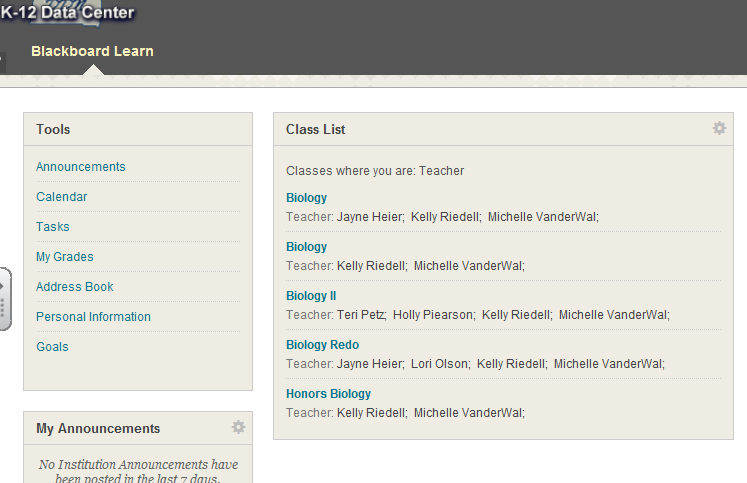 K-12 Data Center
Blackboard Learn
Tools
Announcements
Calendar
Tasks
My Grades
Address Book
Personal Information
Goals
My Announcements
No Institution Announcements have
been posted in the last 7 days.
Class List
Classes where you are: Teacher
Biology
Teacher: Jayne Heier; Kelly Riedell; Michelle VanderWal;
Biology
Teacher: Kelly Riedell; Michelle VanderWal;
Biology II
Teacher: Teri Petz; Holly Piearson; Kelly Riedell; Michelle VanderWal;
Biology Redo
Teacher: Jayne Heier; Lori Olson; Kelly Riedell; Michelle VanderWal;
Honors Biology
Teacher: Kelly Riedell; Michelle VanderWal;